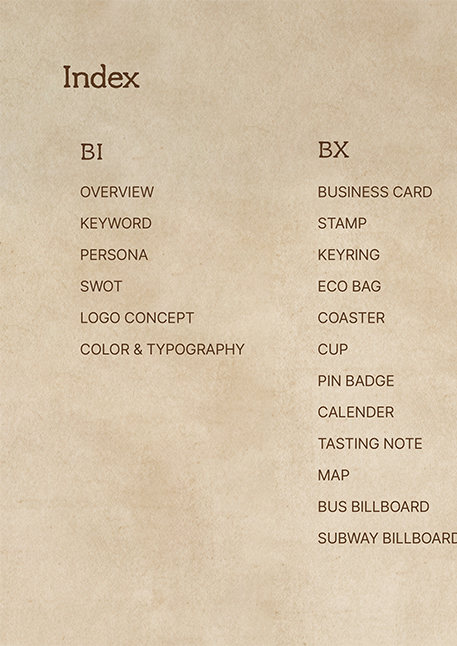 Index
BI
OVERVIEW
KEYWORD
PERSONA
SWOT
LOGO CONCEPT
COLOR & TYPOGRAPHY
BX
BUSINESS CARD
STAMP
KEYRING
ECO BAG
COASTER
CUP
PIN BADGE
CALENDER
TASTING NOTE
MAP
BUS BILLBOARD
SUBWAY BILLBOARD